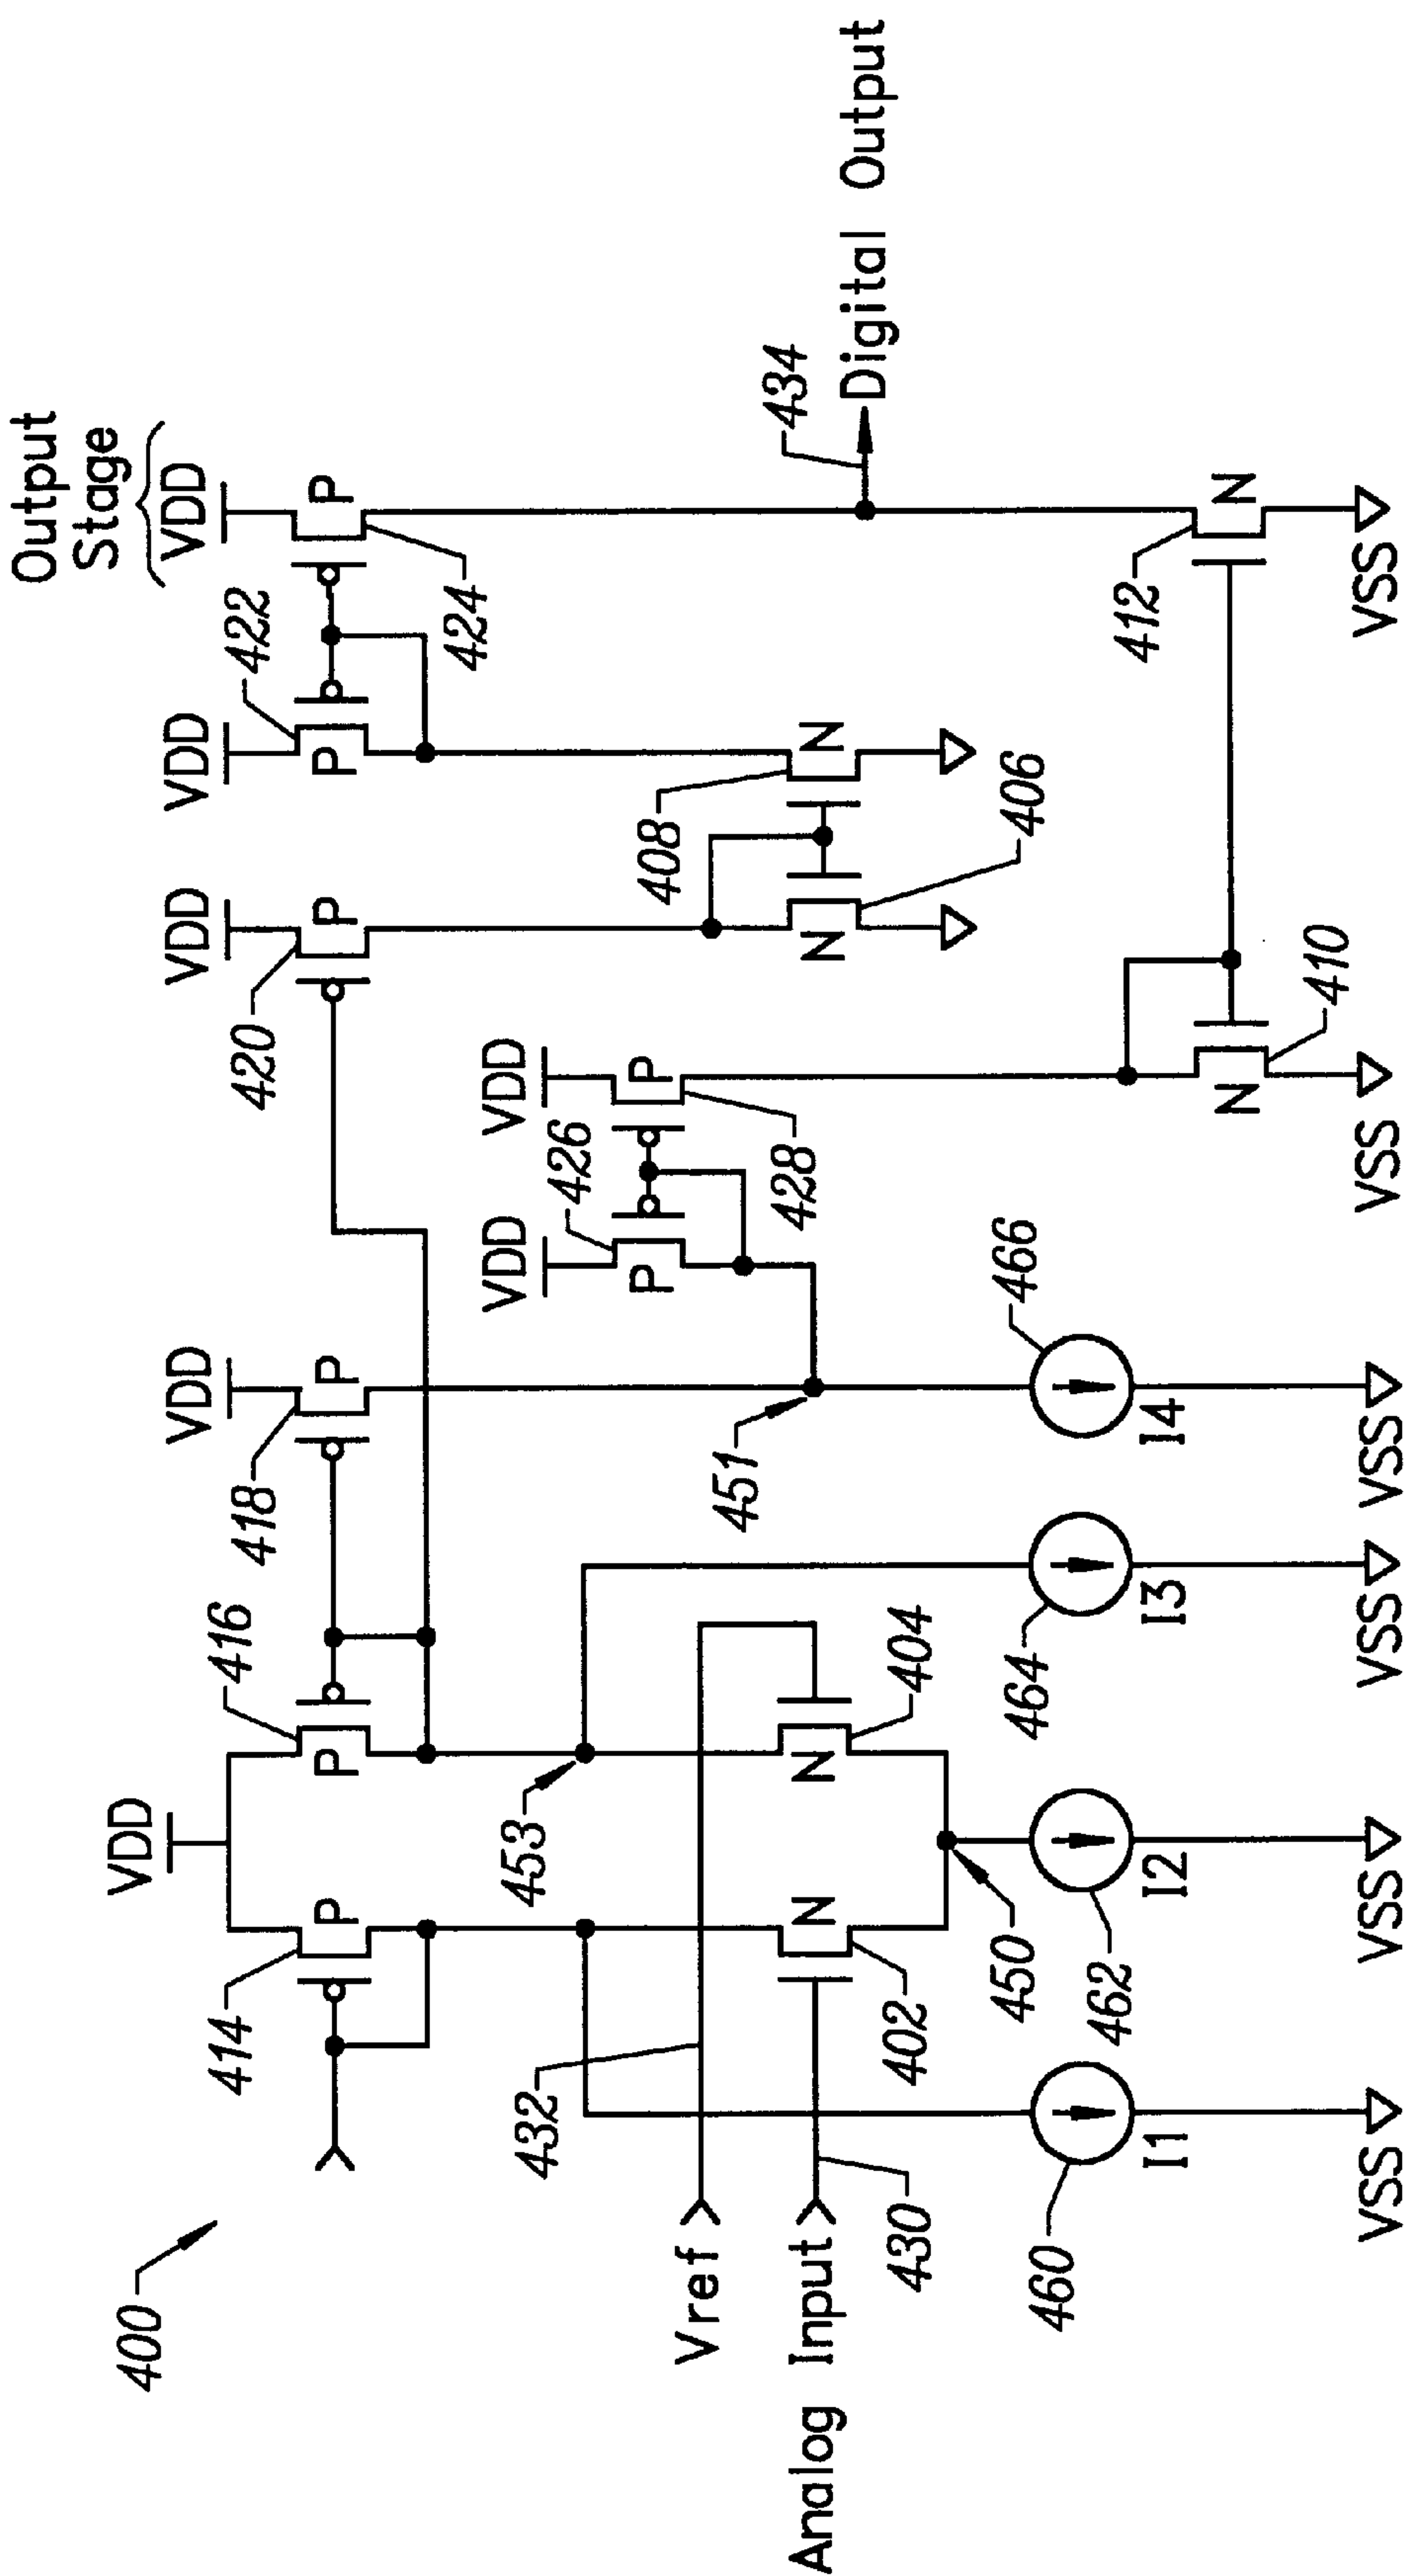 400
Output
Stage
VDD
VDD
VDD
VDD
VDD
414
P
P
416
418
P
420
P
422
P
P
424
VDD
VDD
426
P
P
428
453
432
Vref
Analog Input
430
402
N
N
404
450
451
408
N
N
406
434
Digital Output
460
I1
462
I2
464
I3
466
I4
N
410
412
N
VSS
VSS
VSS
VSS
VSS
VSS